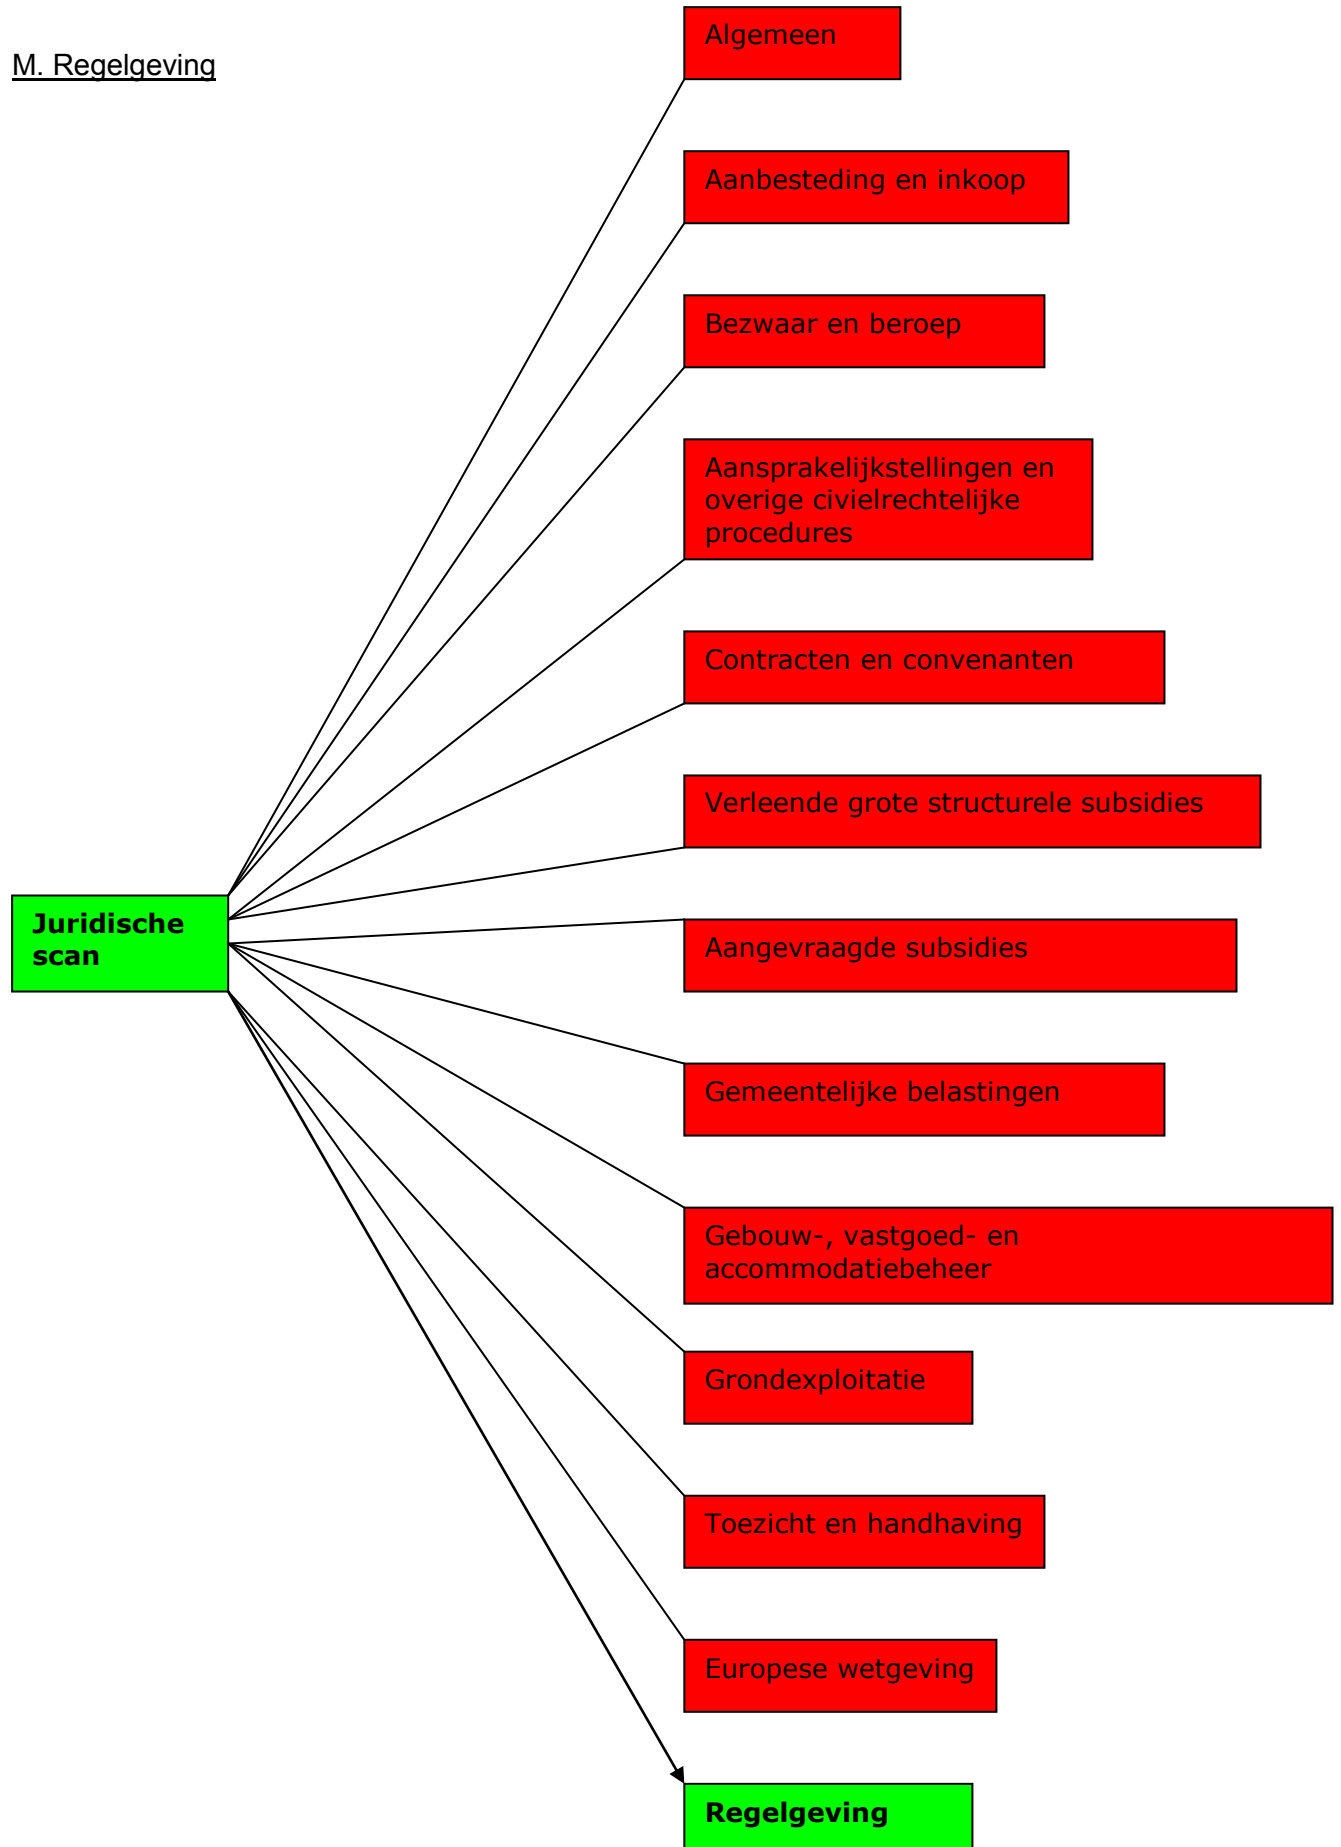 M. Regelgeving
Algemeen
Aanbesteding en inkoop
Bezwaar en beroep
Aansprakelijkstellingen en
overige civielrechtelijke
procedures
Contracten en convenanten
Verleende grote structurele subsidies
Juridische
scan
Aangevraagde subsidies
Gemeentelijke belastingen
Gebouw-, vastgoed- en
accommodatiebeheer
Grondexploitatie
Toezicht en handhaving
Europese wetgeving
Regelgeving